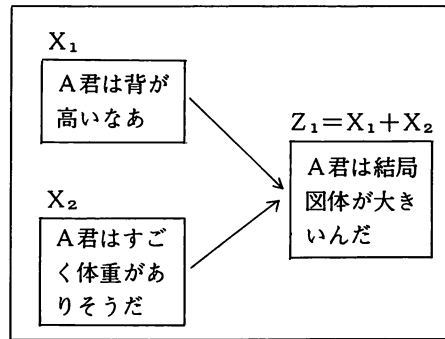 X₁
A君は背が
高いなあ
Z₁=X₁+X₂
A君は結局
図体が大き
いんだ
X₂
A君はすご
く体重があ
りそうだ